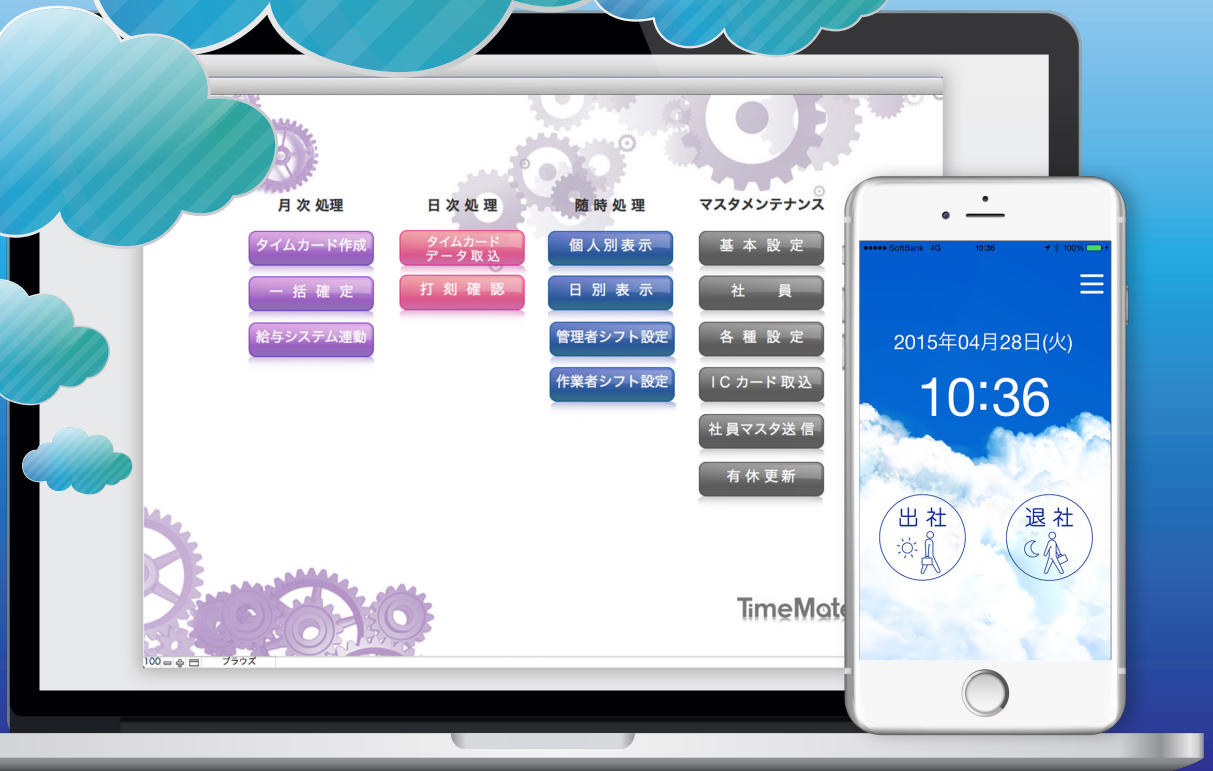 月次処理
日次処理
随時処理
マスタメンテナンス
タイムカード作成
一括確定
給与システム連動
タイムカード
データ取込
打刻確認
個人別表示
日別表示
管理者シフト設定
作業者シフト設定
基本設定
社員
各種設定
ICカード取込
社員マスタ送信
有休更新
TimeMate
100
ブラウズ
SoftBank 4G
10:36
100%
2015年04月28日(火)
10:36
出社
退社